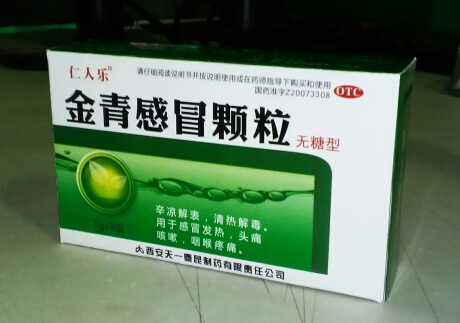 仁人乐®
请仔细阅读说明书并按说明使用或在药师指导下购买和使用
国药准字Z20073308
OTC
金青感冒颗粒
无糖型
辛凉解表，清热解毒。
用于感冒发热，头痛
咳嗽，咽喉疼痛。
西安天一秦昆制药有限责任公司